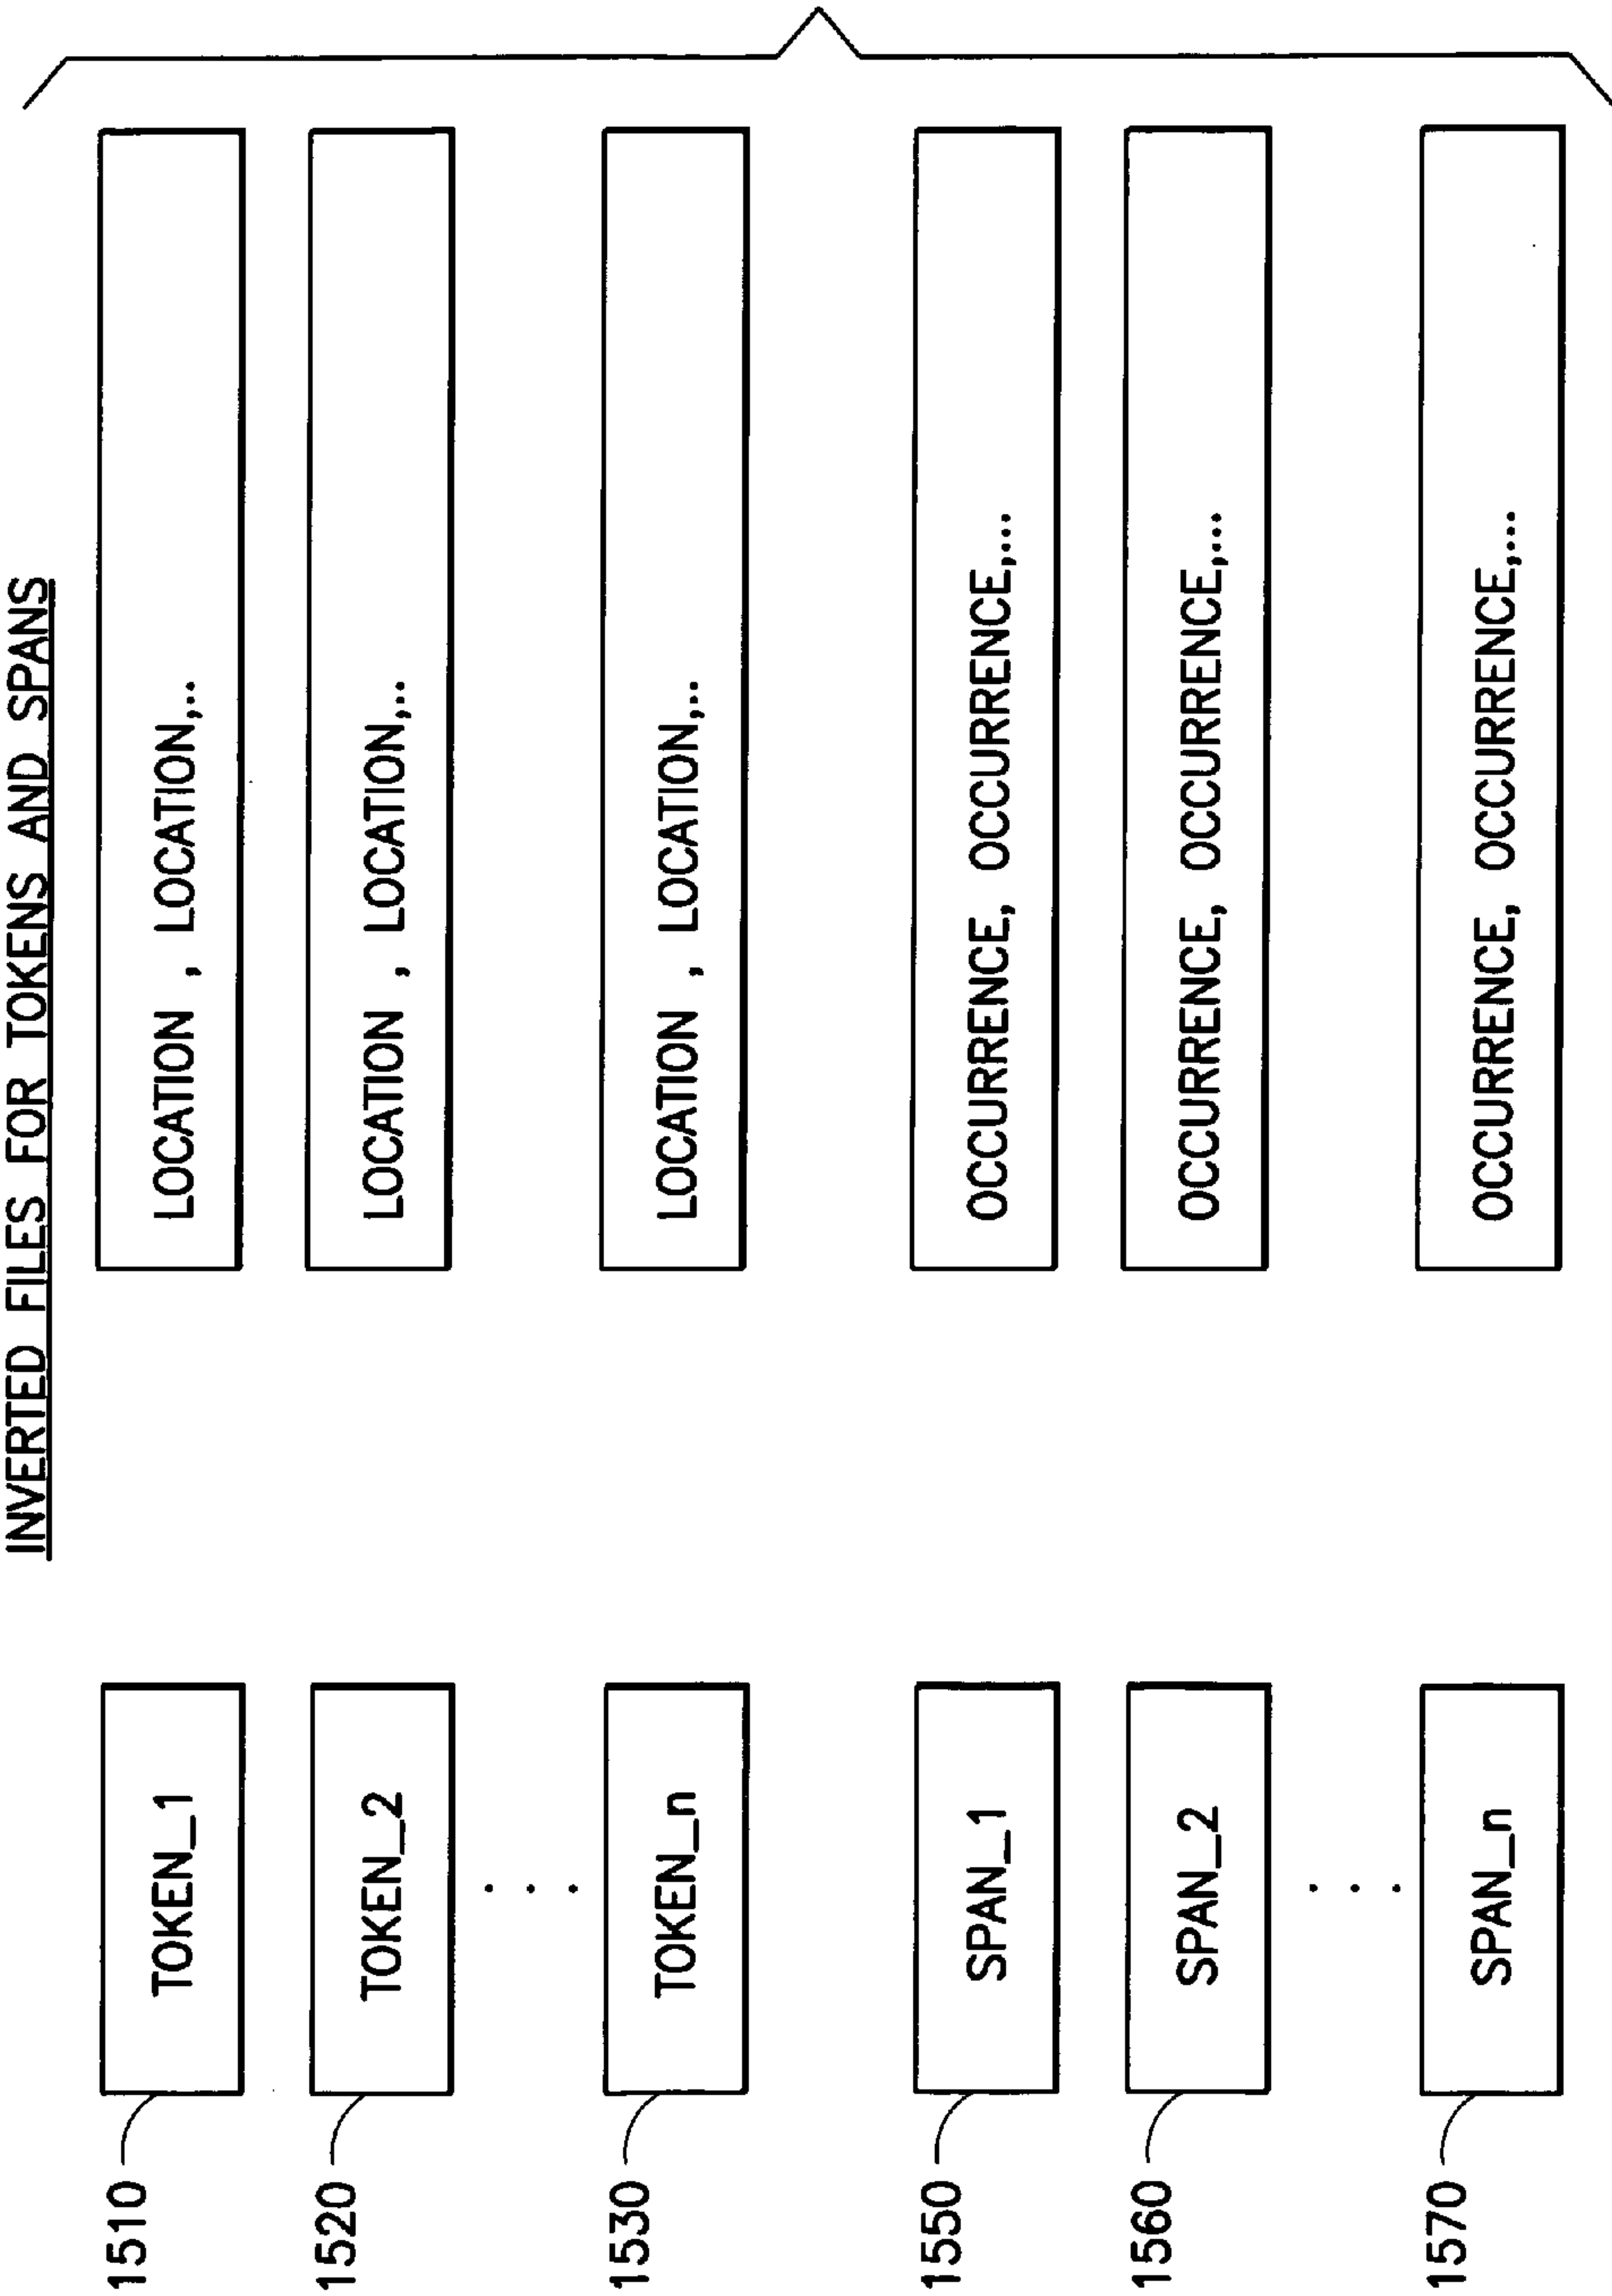 INVERTED FILES FOR TOKENS AND SPANS
1510 TOKEN_1 LOCATION , LOCATION,...
1520 TOKEN_2 LOCATION , LOCATION,...
. . .
1530 TOKEN_n LOCATION , LOCATION,...
1550 SPAN_1 OCCURRENCE, OCCURRENCE,...
1560 SPAN_2 OCCURRENCE, OCCURRENCE,...
. . .
1570 SPAN_n OCCURRENCE, OCCURRENCE,...